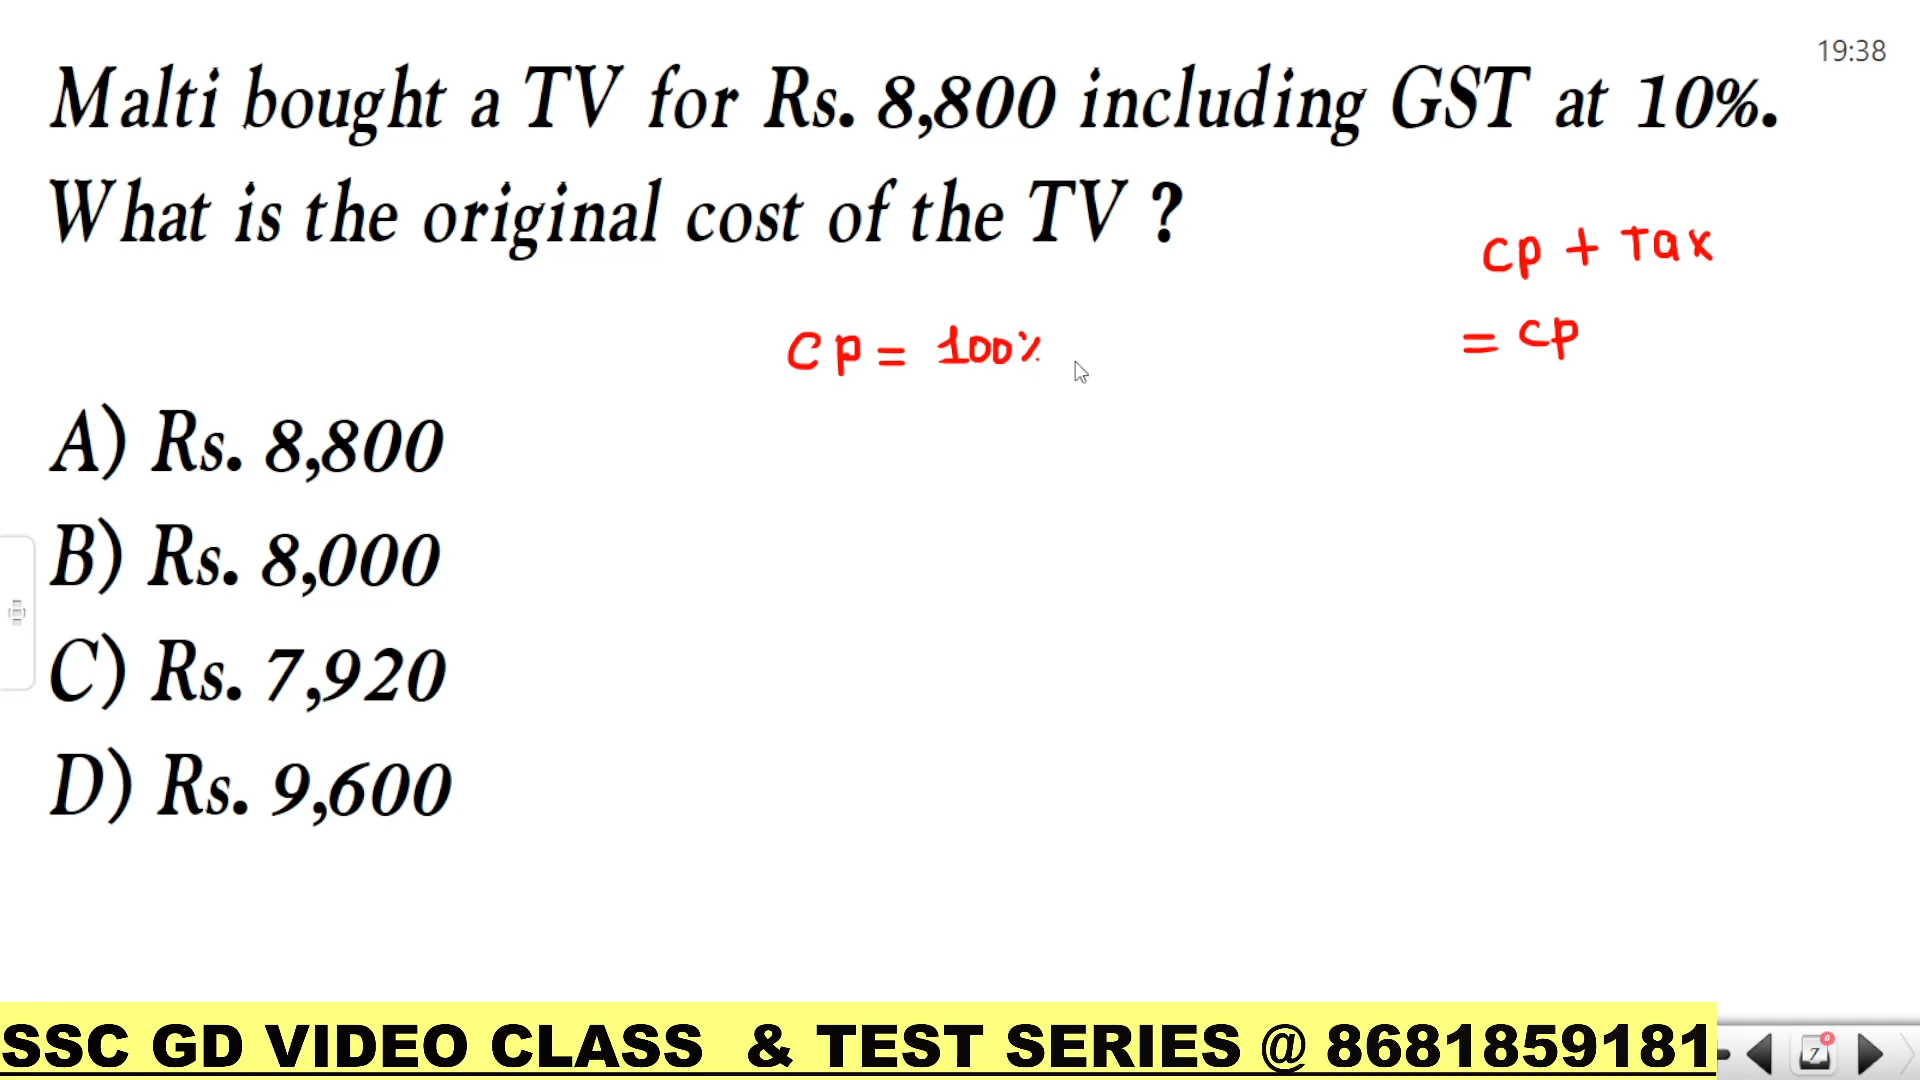 19:38
Malti bought a TV for Rs. 8,800 including GST at 10%.
What is the original cost of the TV ?
CP + Tax
CP = 100%
= CP
A) Rs. 8,800
B) Rs. 8,000
C) Rs. 7,920
D) Rs. 9,600
SSC GD VIDEO CLASS & TEST SERIES @ 8681859181
7